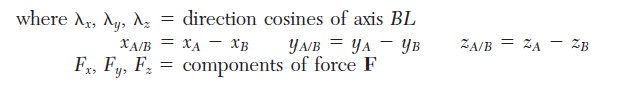 where λx, λy, λz = direction cosines of axis BL
xA/B = xA − xB yA/B = yA − yB zA/B = zA − zB
Fx, Fy, Fz = components of force F